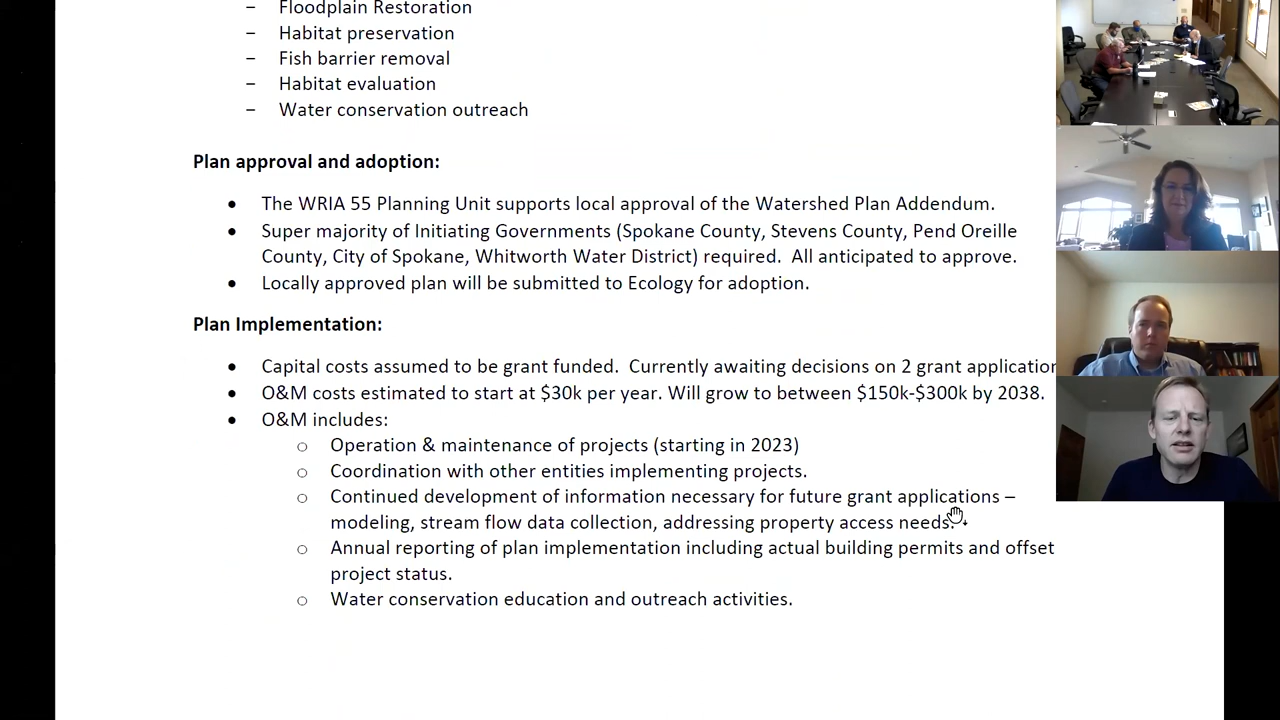 – Floodplain Restoration
– Habitat preservation
– Fish barrier removal
– Habitat evaluation
– Water conservation outreach
Plan approval and adoption:
• The WRIA 55 Planning Unit supports local approval of the Watershed Plan Addendum.
• Super majority of Initiating Governments (Spokane County, Stevens County, Pend Oreille
County, City of Spokane, Whitworth Water District) required.  All anticipated to approve.
• Locally approved plan will be submitted to Ecology for adoption.
Plan Implementation:
• Capital costs assumed to be grant funded.  Currently awaiting decisions on 2 grant application
• O&M costs estimated to start at $30k per year. Will grow to between $150k-$300k by 2038.
• O&M includes:
○ Operation & maintenance of projects (starting in 2023)
○ Coordination with other entities implementing projects.
○ Continued development of information necessary for future grant applications –
modeling, stream flow data collection, addressing property access needs.
○ Annual reporting of plan implementation including actual building permits and offset
project status.
○ Water conservation education and outreach activities.